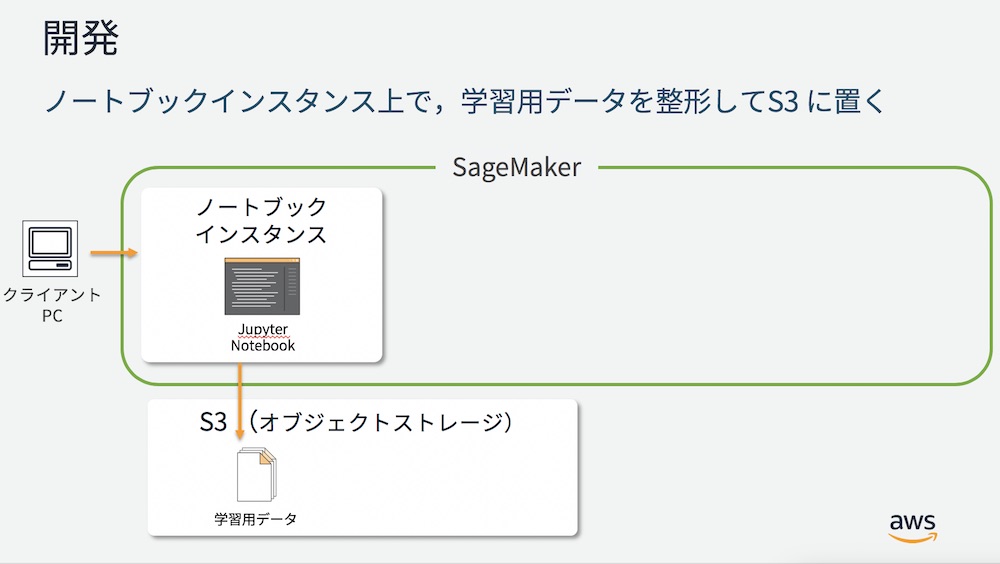 開発
ノートブックインスタンス上で，学習用データを整形してS3 に置く
SageMaker
ノートブック
インスタンス
クライアント
PC
Jupyter
Notebook
S3 （オブジェクトストレージ）
学習用データ
aws